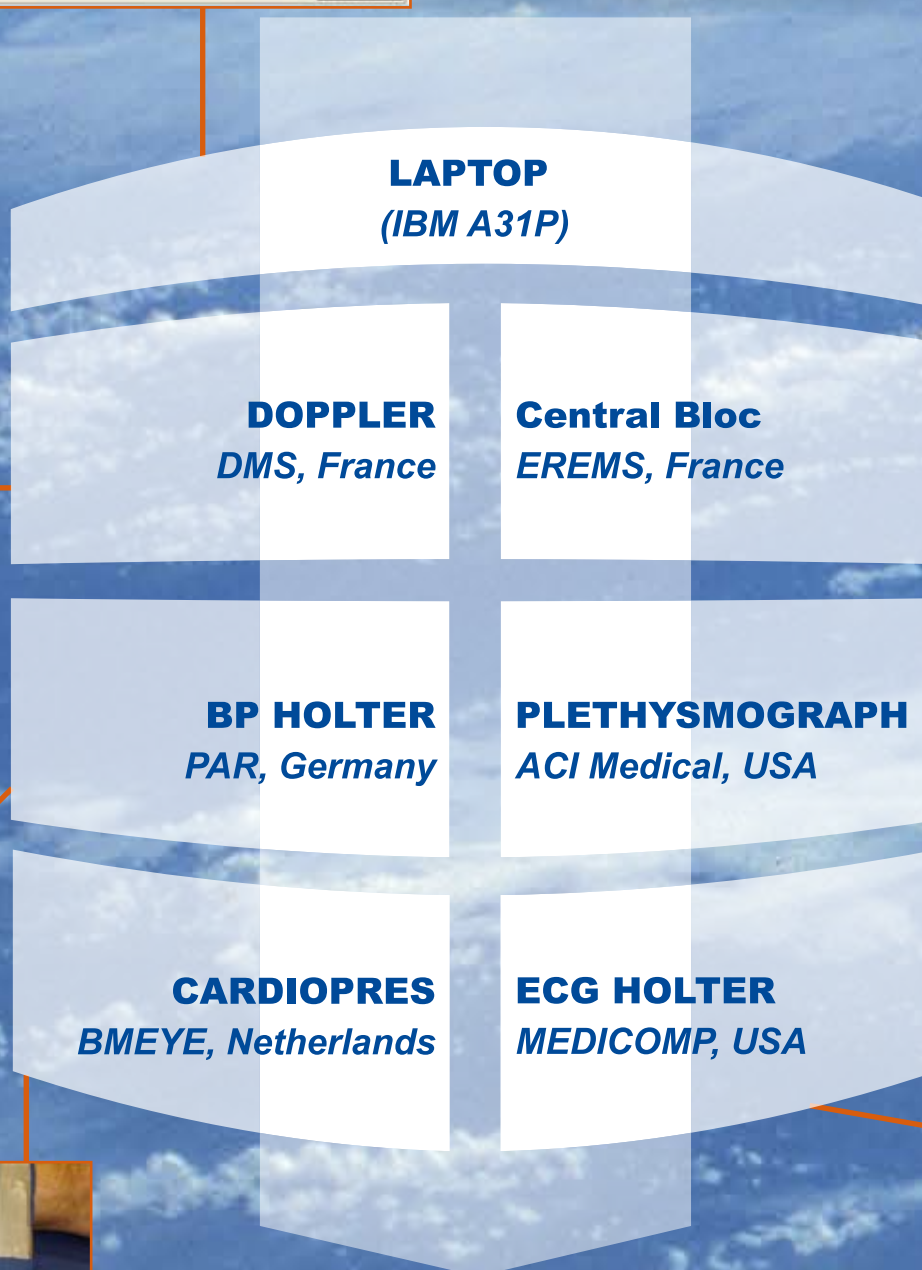 LAPTOP
(IBM A31P)
DOPPLER
DMS, France
Central Bloc
EREMS, France
BP HOLTER
PAR, Germany
PLETHYSMOGRAPH
ACI Medical, USA
CARDIOPRES
BMEYE, Netherlands
ECG HOLTER
MEDICOMP, USA